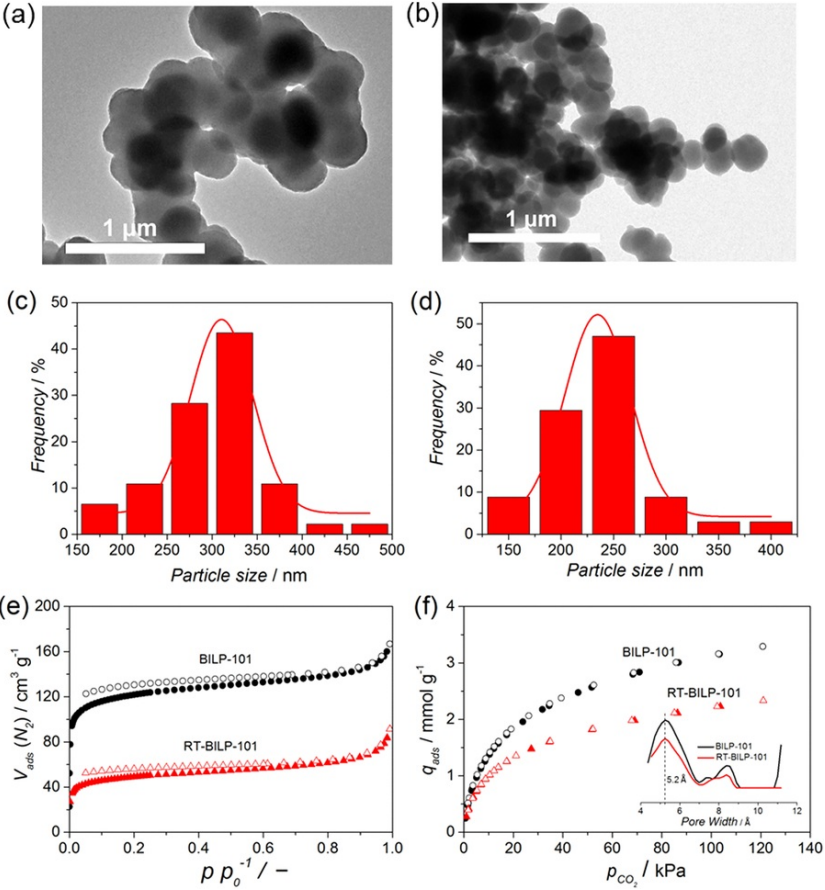 (a)
1 µm
(b)
1 µm
(c)
50
40
30
20
10
0
Frequency / %
150 200 250 300 350 400 450 500
Particle size / nm
(d)
50
40
30
20
10
0
Frequency / %
150 200 250 300 350 400
Particle size / nm
(e)
200
160
120
80
40
0
V_ads (N₂) / cm³ g⁻¹
BILP-101
RT-BILP-101
0.0 0.2 0.4 0.6 0.8 1.0
p p₀⁻¹ / −
(f)
4
3
2
1
0
q_ads / mmol g⁻¹
BILP-101
RT-BILP-101
BILP-101
RT-BILP-101
5.2 Å
4 6 8 10 12
Pore Width / Å
0 20 40 60 80 100 120 140
p_CO₂ / kPa